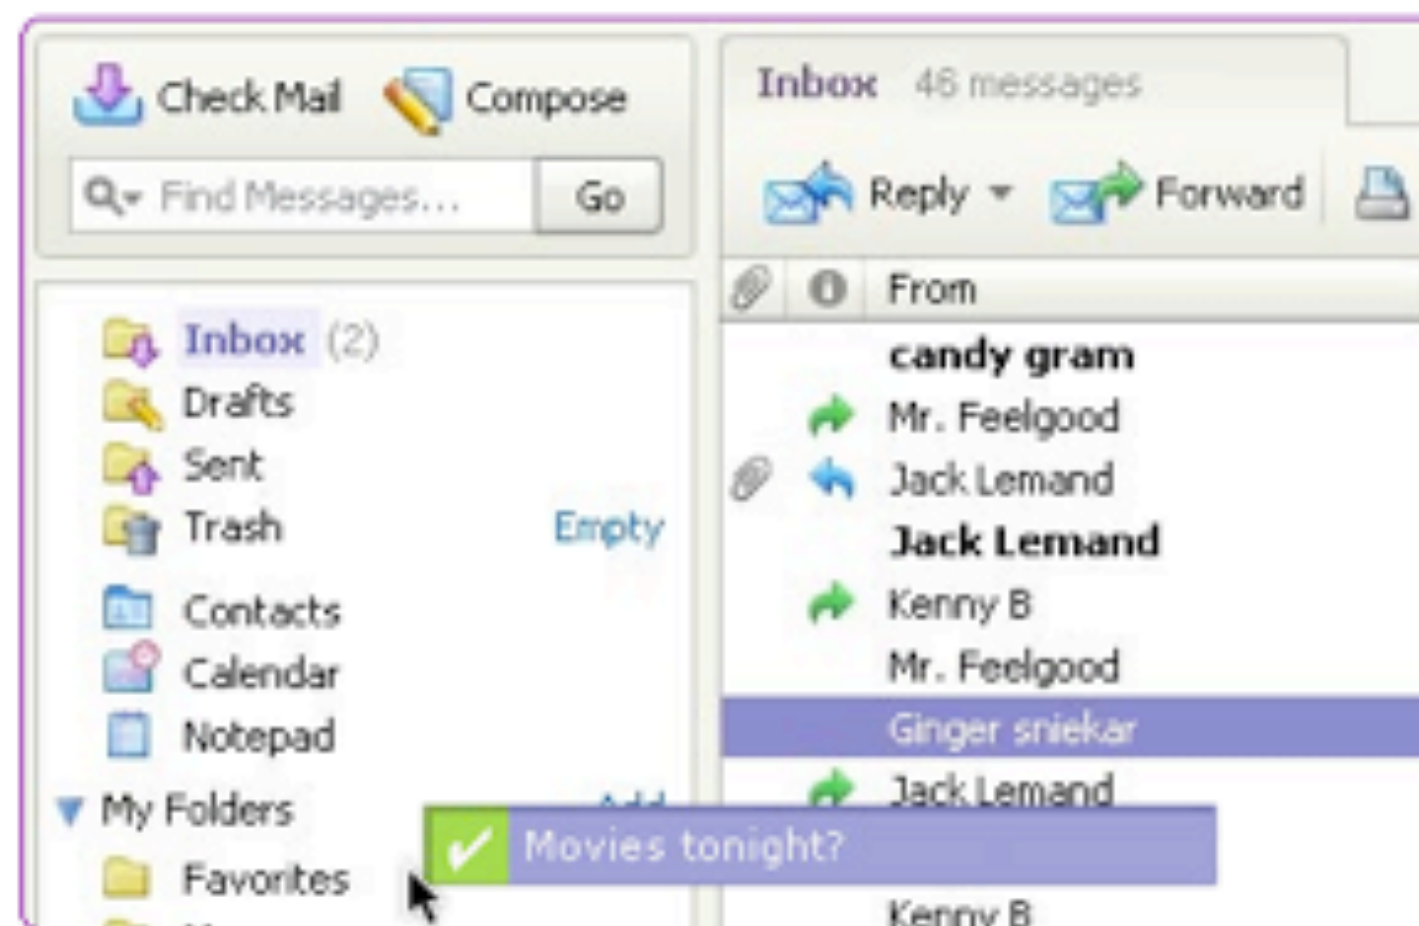 Check Mail Compose
Find Messages... Go
Inbox (2)
Drafts
Sent
Trash Empty
Contacts
Calendar
Notepad
My Folders Add
Favorites
Inbox 46 messages
Reply Forward
From
candy gram
Mr. Feelgood
Jack Lemand
Jack Lemand
Kenny B
Mr. Feelgood
Ginger sniekar
Jack Lemand
Movies tonight?
Kenny B